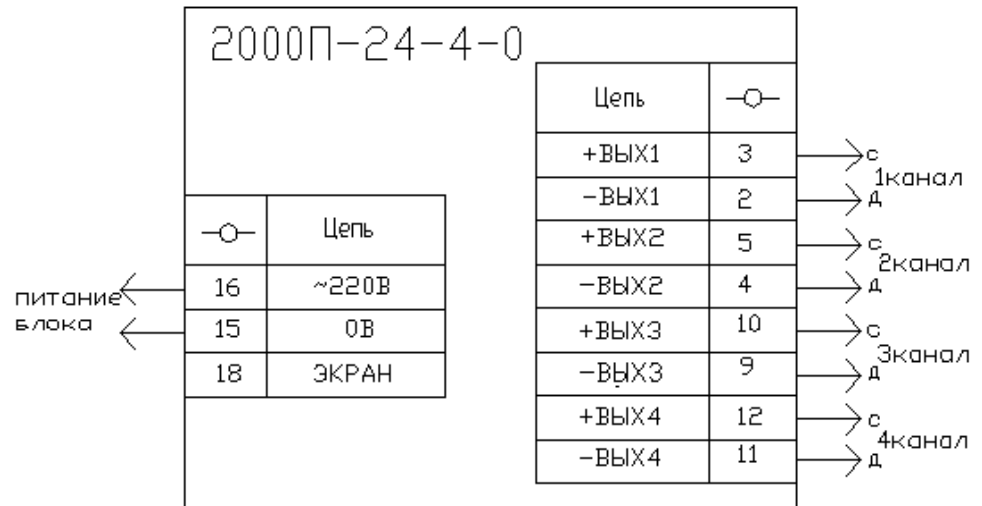 2000П-24-4-0
Цепь
+ВЫХ1 3 с
1канал
-ВЫХ1 2 д
+ВЫХ2 5 с
2канал
-ВЫХ2 4 д
+ВЫХ3 10 с
3канал
-ВЫХ3 9 д
+ВЫХ4 12 с
4канал
-ВЫХ4 11 д
Цепь
питание
блока
16 ~220В
15 0В
18 ЭКРАН